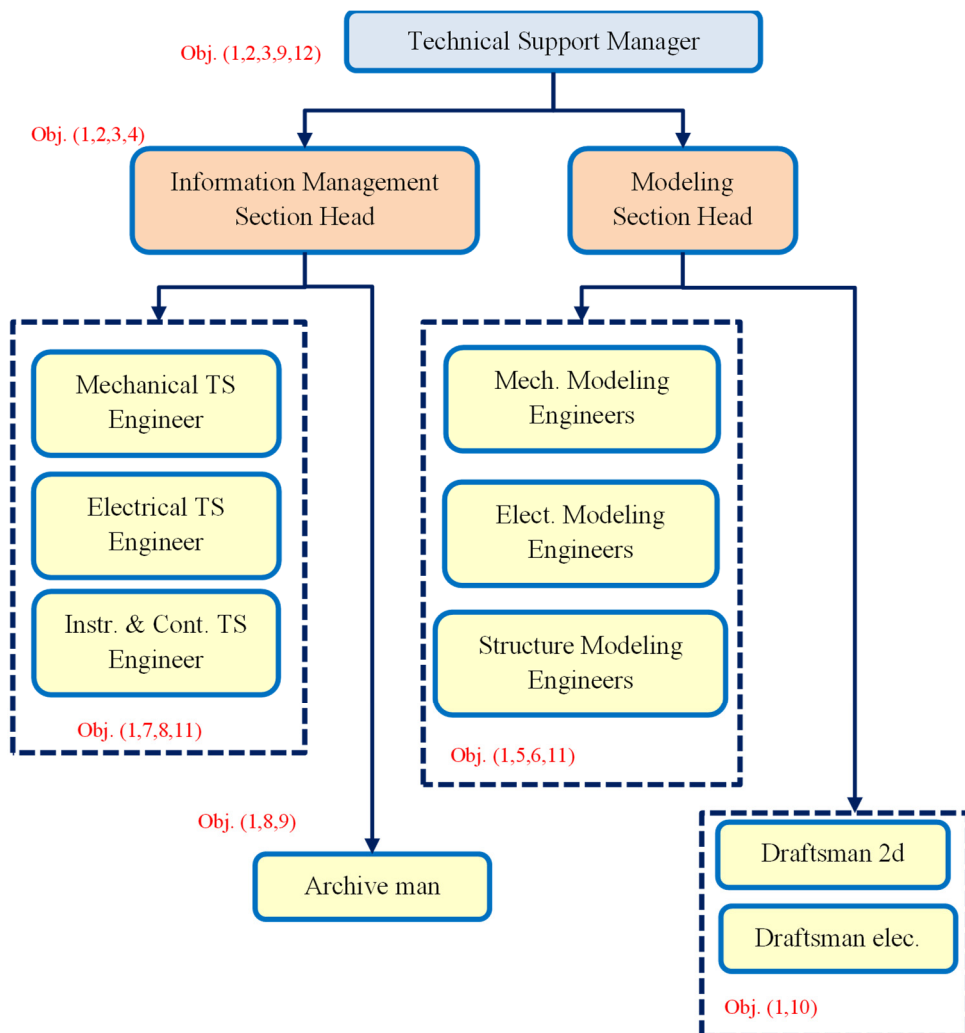 Technical Support Manager
Obj. (1,2,3,9,12)
Obj. (1,2,3,4)
Information Management
Section Head
Modeling
Section Head
Mechanical TS
Engineer
Electrical TS
Engineer
Instr. & Cont. TS
Engineer
Obj. (1,7,8,11)
Mech. Modeling
Engineers
Elect. Modeling
Engineers
Structure Modeling
Engineers
Obj. (1,5,6,11)
Obj. (1,8,9)
Archive man
Draftsman 2d
Draftsman elec.
Obj. (1,10)